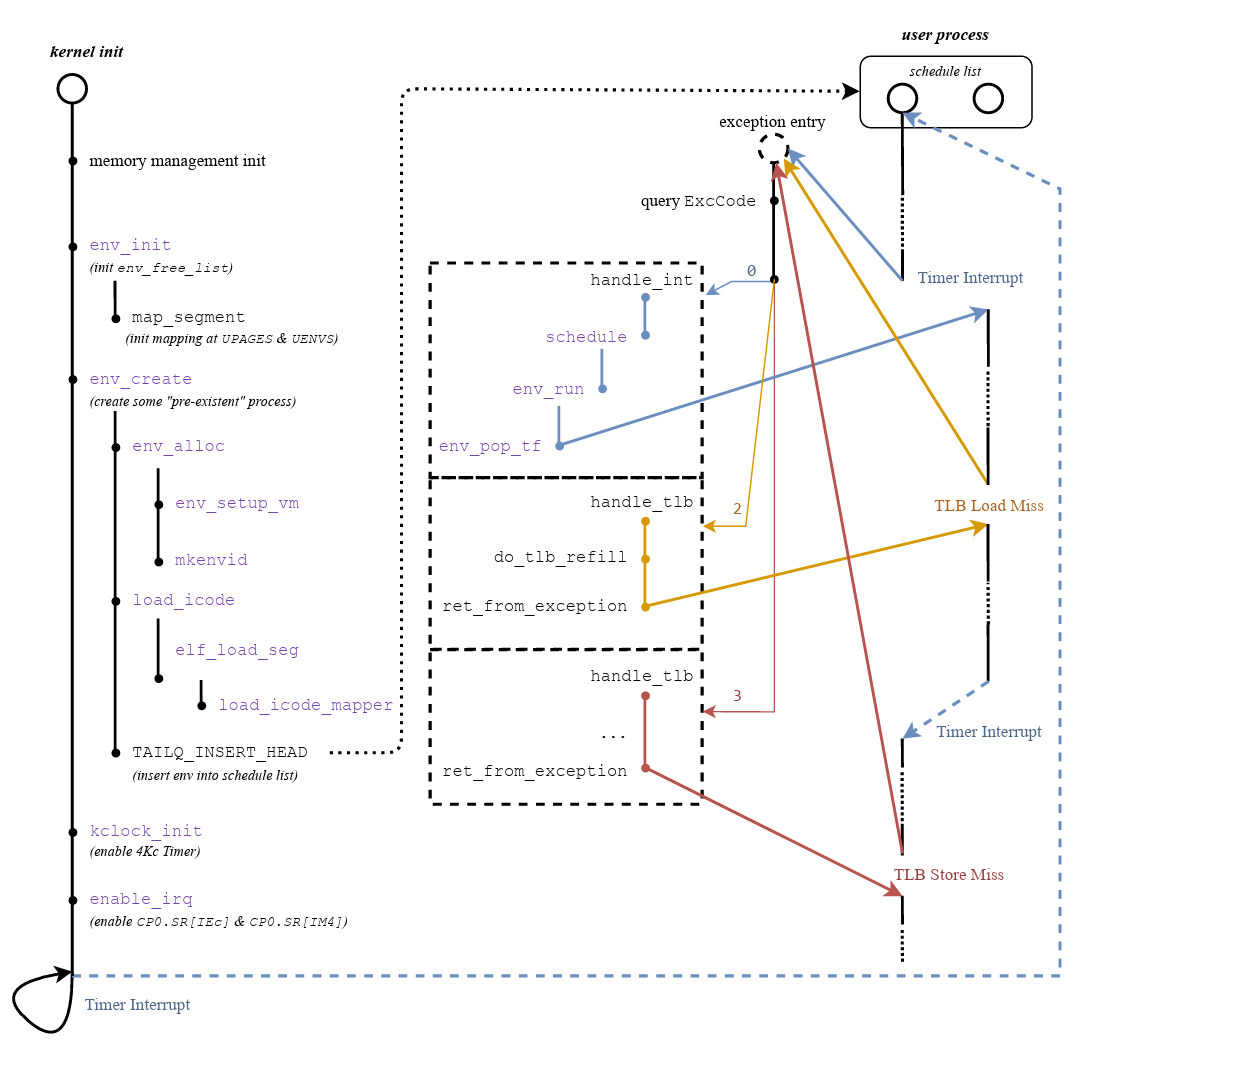 kernel init
memory management init
env_init
(init env_free_list)
map_segment
(init mapping at UPAGES & UENVS)
env_create
(create some "pre-existent" process)
env_alloc
env_setup_vm
mkenvid
load_icode
elf_load_seg
load_icode_mapper
TAILQ_INSERT_HEAD
(insert env into schedule list)
kclock_init
(enable 4Kc Timer)
enable_irq
(enable CP0.SR[IEc] & CP0.SR[IM4])
Timer Interrupt
exception entry
query ExcCode
0
handle_int
schedule
env_run
env_pop_tf
2
handle_tlb
do_tlb_refill
ret_from_exception
3
handle_tlb
...
ret_from_exception
user process
schedule list
Timer Interrupt
TLB Load Miss
Timer Interrupt
TLB Store Miss